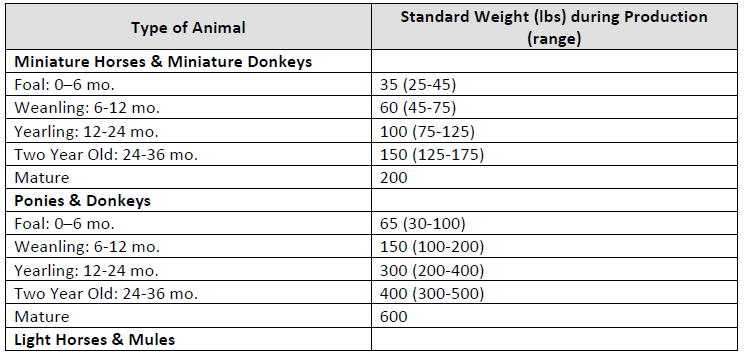 Type of Animal
Standard Weight (lbs) during Production
(range)
Miniature Horses & Miniature Donkeys
Foal: 0–6 mo.
35 (25-45)
Weanling: 6-12 mo.
60 (45-75)
Yearling: 12-24 mo.
100 (75-125)
Two Year Old: 24-36 mo.
150 (125-175)
Mature
200
Ponies & Donkeys
Foal: 0–6 mo.
65 (30-100)
Weanling: 6-12 mo.
150 (100-200)
Yearling: 12-24 mo.
300 (200-400)
Two Year Old: 24-36 mo.
400 (300-500)
Mature
600
Light Horses & Mules